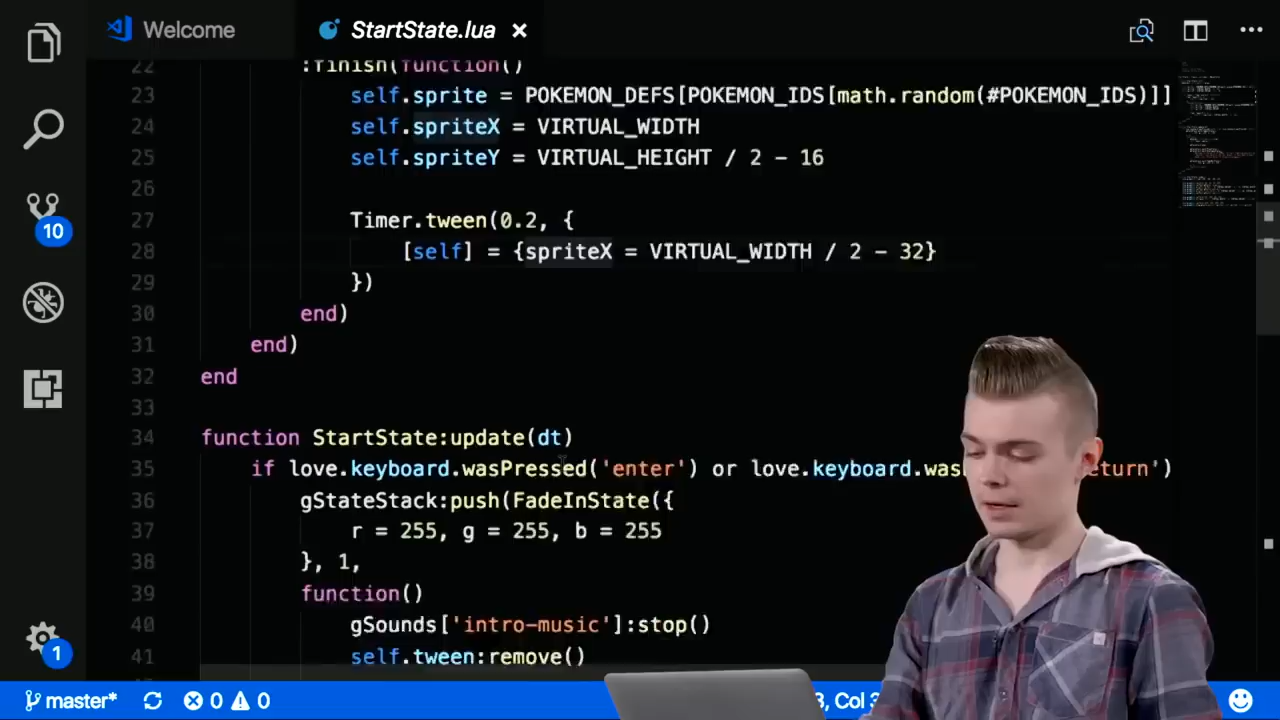 Welcome
StartState.lua
22 :finish(function()
23 self.sprite = POKEMON_DEFS[POKEMON_IDS[math.random(#POKEMON_IDS)]]
24 self.spriteX = VIRTUAL_WIDTH
25 self.spriteY = VIRTUAL_HEIGHT / 2 - 16
26
27 Timer.tween(0.2, {
28 [self] = {spriteX = VIRTUAL_WIDTH / 2 - 32}
29 })
30 end)
31 end)
32 end
33
34 function StartState:update(dt)
35 if love.keyboard.wasPressed('enter') or love.keyboard.was eturn')
36 gStateStack:push(FadeInState({
37 r = 255, g = 255, b = 255
38 }, 1,
39 function()
40 gSounds['intro-music']:stop()
41 self.tween:remove()
10
1
master*
0 0
, Col 3